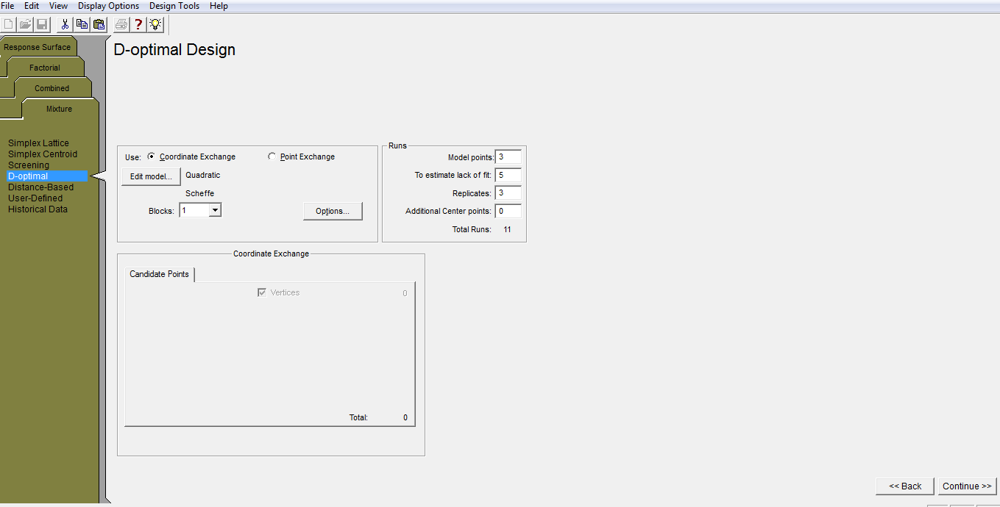 File Edit View Display Options Design Tools Help
?
Response Surface
Factorial
Combined
Mixture
Simplex Lattice
Simplex Centroid
Screening
D-optimal
Distance-Based
User-Defined
Historical Data
D-optimal Design
Use: Coordinate Exchange Point Exchange
Edit model... Quadratic
Scheffe
Blocks: 1 Options...
Runs
Model points: 3
To estimate lack of fit: 5
Replicates: 3
Additional Center points: 0
Total Runs: 11
Coordinate Exchange
Candidate Points
Vertices 0
Total: 0
<< Back Continue >>